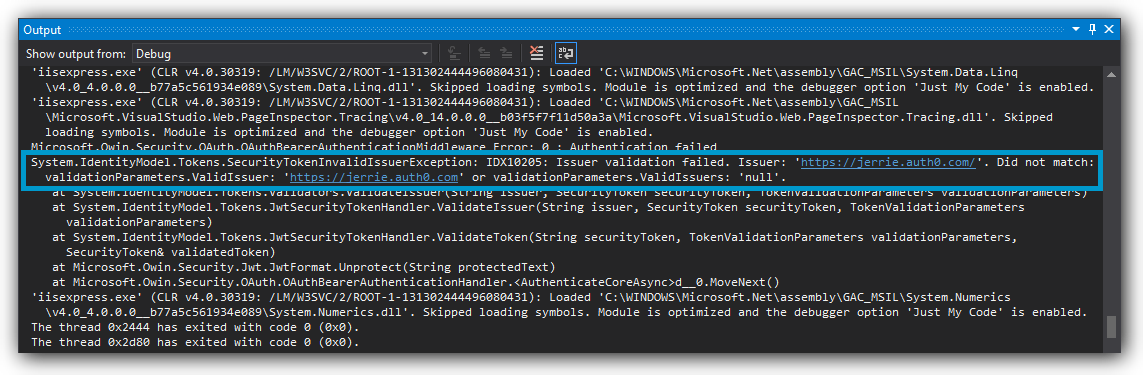 Output
Show output from: Debug
'iisexpress.exe' (CLR v4.0.30319: /LM/W3SVC/2/ROOT-1-131302444496080431): Loaded 'C:\WINDOWS\Microsoft.Net\assembly\GAC_MSIL\System.Data.Linq
\v4.0_4.0.0.0__b77a5c561934e089\System.Data.Linq.dll'. Skipped loading symbols. Module is optimized and the debugger option 'Just My Code' is enabled.
'iisexpress.exe' (CLR v4.0.30319: /LM/W3SVC/2/ROOT-1-131302444496080431): Loaded 'C:\WINDOWS\Microsoft.Net\assembly\GAC_MSIL
\Microsoft.VisualStudio.Web.PageInspector.Tracing\v4.0_14.0.0.0__b03f5f7f11d50a3a\Microsoft.VisualStudio.Web.PageInspector.Tracing.dll'. Skipped
loading symbols. Module is optimized and the debugger option 'Just My Code' is enabled.
Microsoft.Owin.Security.OAuth.OAuthBearerAuthenticationMiddleware Error: 0 : Authentication failed
System.IdentityModel.Tokens.SecurityTokenInvalidIssuerException: IDX10205: Issuer validation failed. Issuer: 'https://jerrie.auth0.com/'. Did not match:
validationParameters.ValidIssuer: 'https://jerrie.auth0.com' or validationParameters.ValidIssuers: 'null'.
at System.IdentityModel.Tokens.Validators.ValidateIssuer(String issuer, SecurityToken securityToken, TokenValidationParameters validationParameters)
at System.IdentityModel.Tokens.JwtSecurityTokenHandler.ValidateIssuer(String issuer, SecurityToken securityToken, TokenValidationParameters
validationParameters)
at System.IdentityModel.Tokens.JwtSecurityTokenHandler.ValidateToken(String securityToken, TokenValidationParameters validationParameters,
SecurityToken& validatedToken)
at Microsoft.Owin.Security.Jwt.JwtFormat.Unprotect(String protectedText)
at Microsoft.Owin.Security.OAuth.OAuthBearerAuthenticationHandler.<AuthenticateCoreAsync>d__0.MoveNext()
'iisexpress.exe' (CLR v4.0.30319: /LM/W3SVC/2/ROOT-1-131302444496080431): Loaded 'C:\WINDOWS\Microsoft.Net\assembly\GAC_MSIL\System.Numerics
\v4.0_4.0.0.0__b77a5c561934e089\System.Numerics.dll'. Skipped loading symbols. Module is optimized and the debugger option 'Just My Code' is enabled.
The thread 0x2444 has exited with code 0 (0x0).
The thread 0x2d80 has exited with code 0 (0x0).